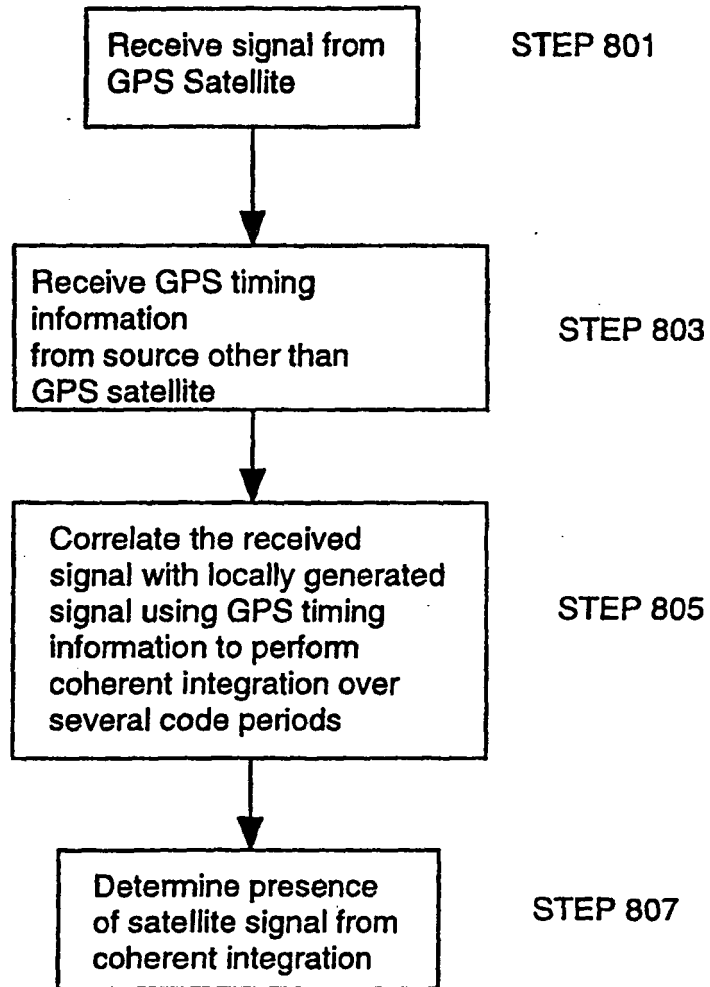 Receive signal from
GPS Satellite
STEP 801
Receive GPS timing
information
from source other than
GPS satellite
STEP 803
Correlate the received
signal with locally generated
signal using GPS timing
information to perform
coherent integration over
several code periods
STEP 805
Determine presence
of satellite signal from
coherent integration
STEP 807